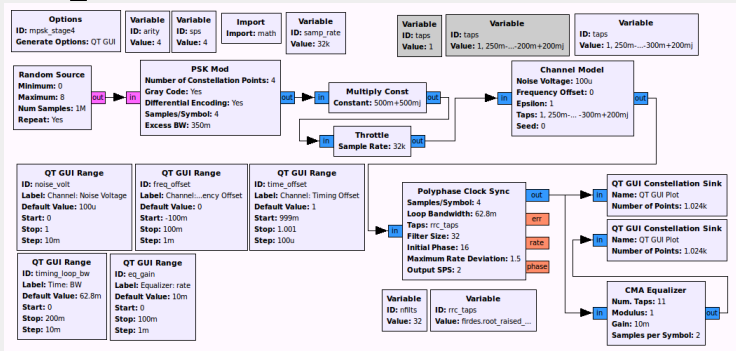 Options
ID: mpsk_stage4
Generate Options: QT GUI
Variable
ID: arity
Value: 4
Variable
ID: sps
Value: 4
Import
Import: math
Variable
ID: samp_rate
Value: 32k
Variable
ID: taps
Value: 1
Variable
ID: taps
Value: 1, 250m-...-200m+200mj
Variable
ID: taps
Value: 1, 250m-...-300m+200mj
Random Source
Minimum: 0
Maximum: 8
Num Samples: 1M
Repeat: Yes
out
in
PSK Mod
Number of Constellation Points: 4
Gray Code: Yes
Differential Encoding: Yes
Samples/Symbol: 4
Excess BW: 350m
out
in
Multiply Const
Constant: 500m+500mj
out
in
Throttle
Sample Rate: 32k
out
in
Channel Model
Noise Voltage: 100u
Frequency Offset: 0
Epsilon: 1
Taps: 1, 250m-... -300m+200mj
Seed: 0
out
QT GUI Range
ID: noise_volt
Label: Channel: Noise Voltage
Default Value: 100u
Start: 0
Stop: 1
Step: 10m
QT GUI Range
ID: freq_offset
Label: Channel:...ency Offset
Default Value: 0
Start: -100m
Stop: 100m
Step: 1m
QT GUI Range
ID: time_offset
Label: Channel: Timing Offset
Default Value: 1
Start: 999m
Stop: 1.001
Step: 100u
in
Polyphase Clock Sync
Samples/Symbol: 4
Loop Bandwidth: 62.8m
Taps: rrc_taps
Filter Size: 32
Initial Phase: 16
Maximum Rate Deviation: 1.5
Output SPS: 2
out
err
rate
phase
in
QT GUI Constellation Sink
Name: QT GUI Plot
Number of Points: 1.024k
in
QT GUI Constellation Sink
Name: QT GUI Plot
Number of Points: 1.024k
QT GUI Range
ID: timing_loop_bw
Label: Time: BW
Default Value: 62.8m
Start: 0
Stop: 200m
Step: 10m
QT GUI Range
ID: eq_gain
Label: Equalizer: rate
Default Value: 10m
Start: 0
Stop: 100m
Step: 1m
Variable
ID: nfilts
Value: 32
Variable
ID: rrc_taps
Value: firdes.root_raised_...
in
CMA Equalizer
Num. Taps: 11
Modulus: 1
Gain: 10m
Samples per Symbol: 2
out